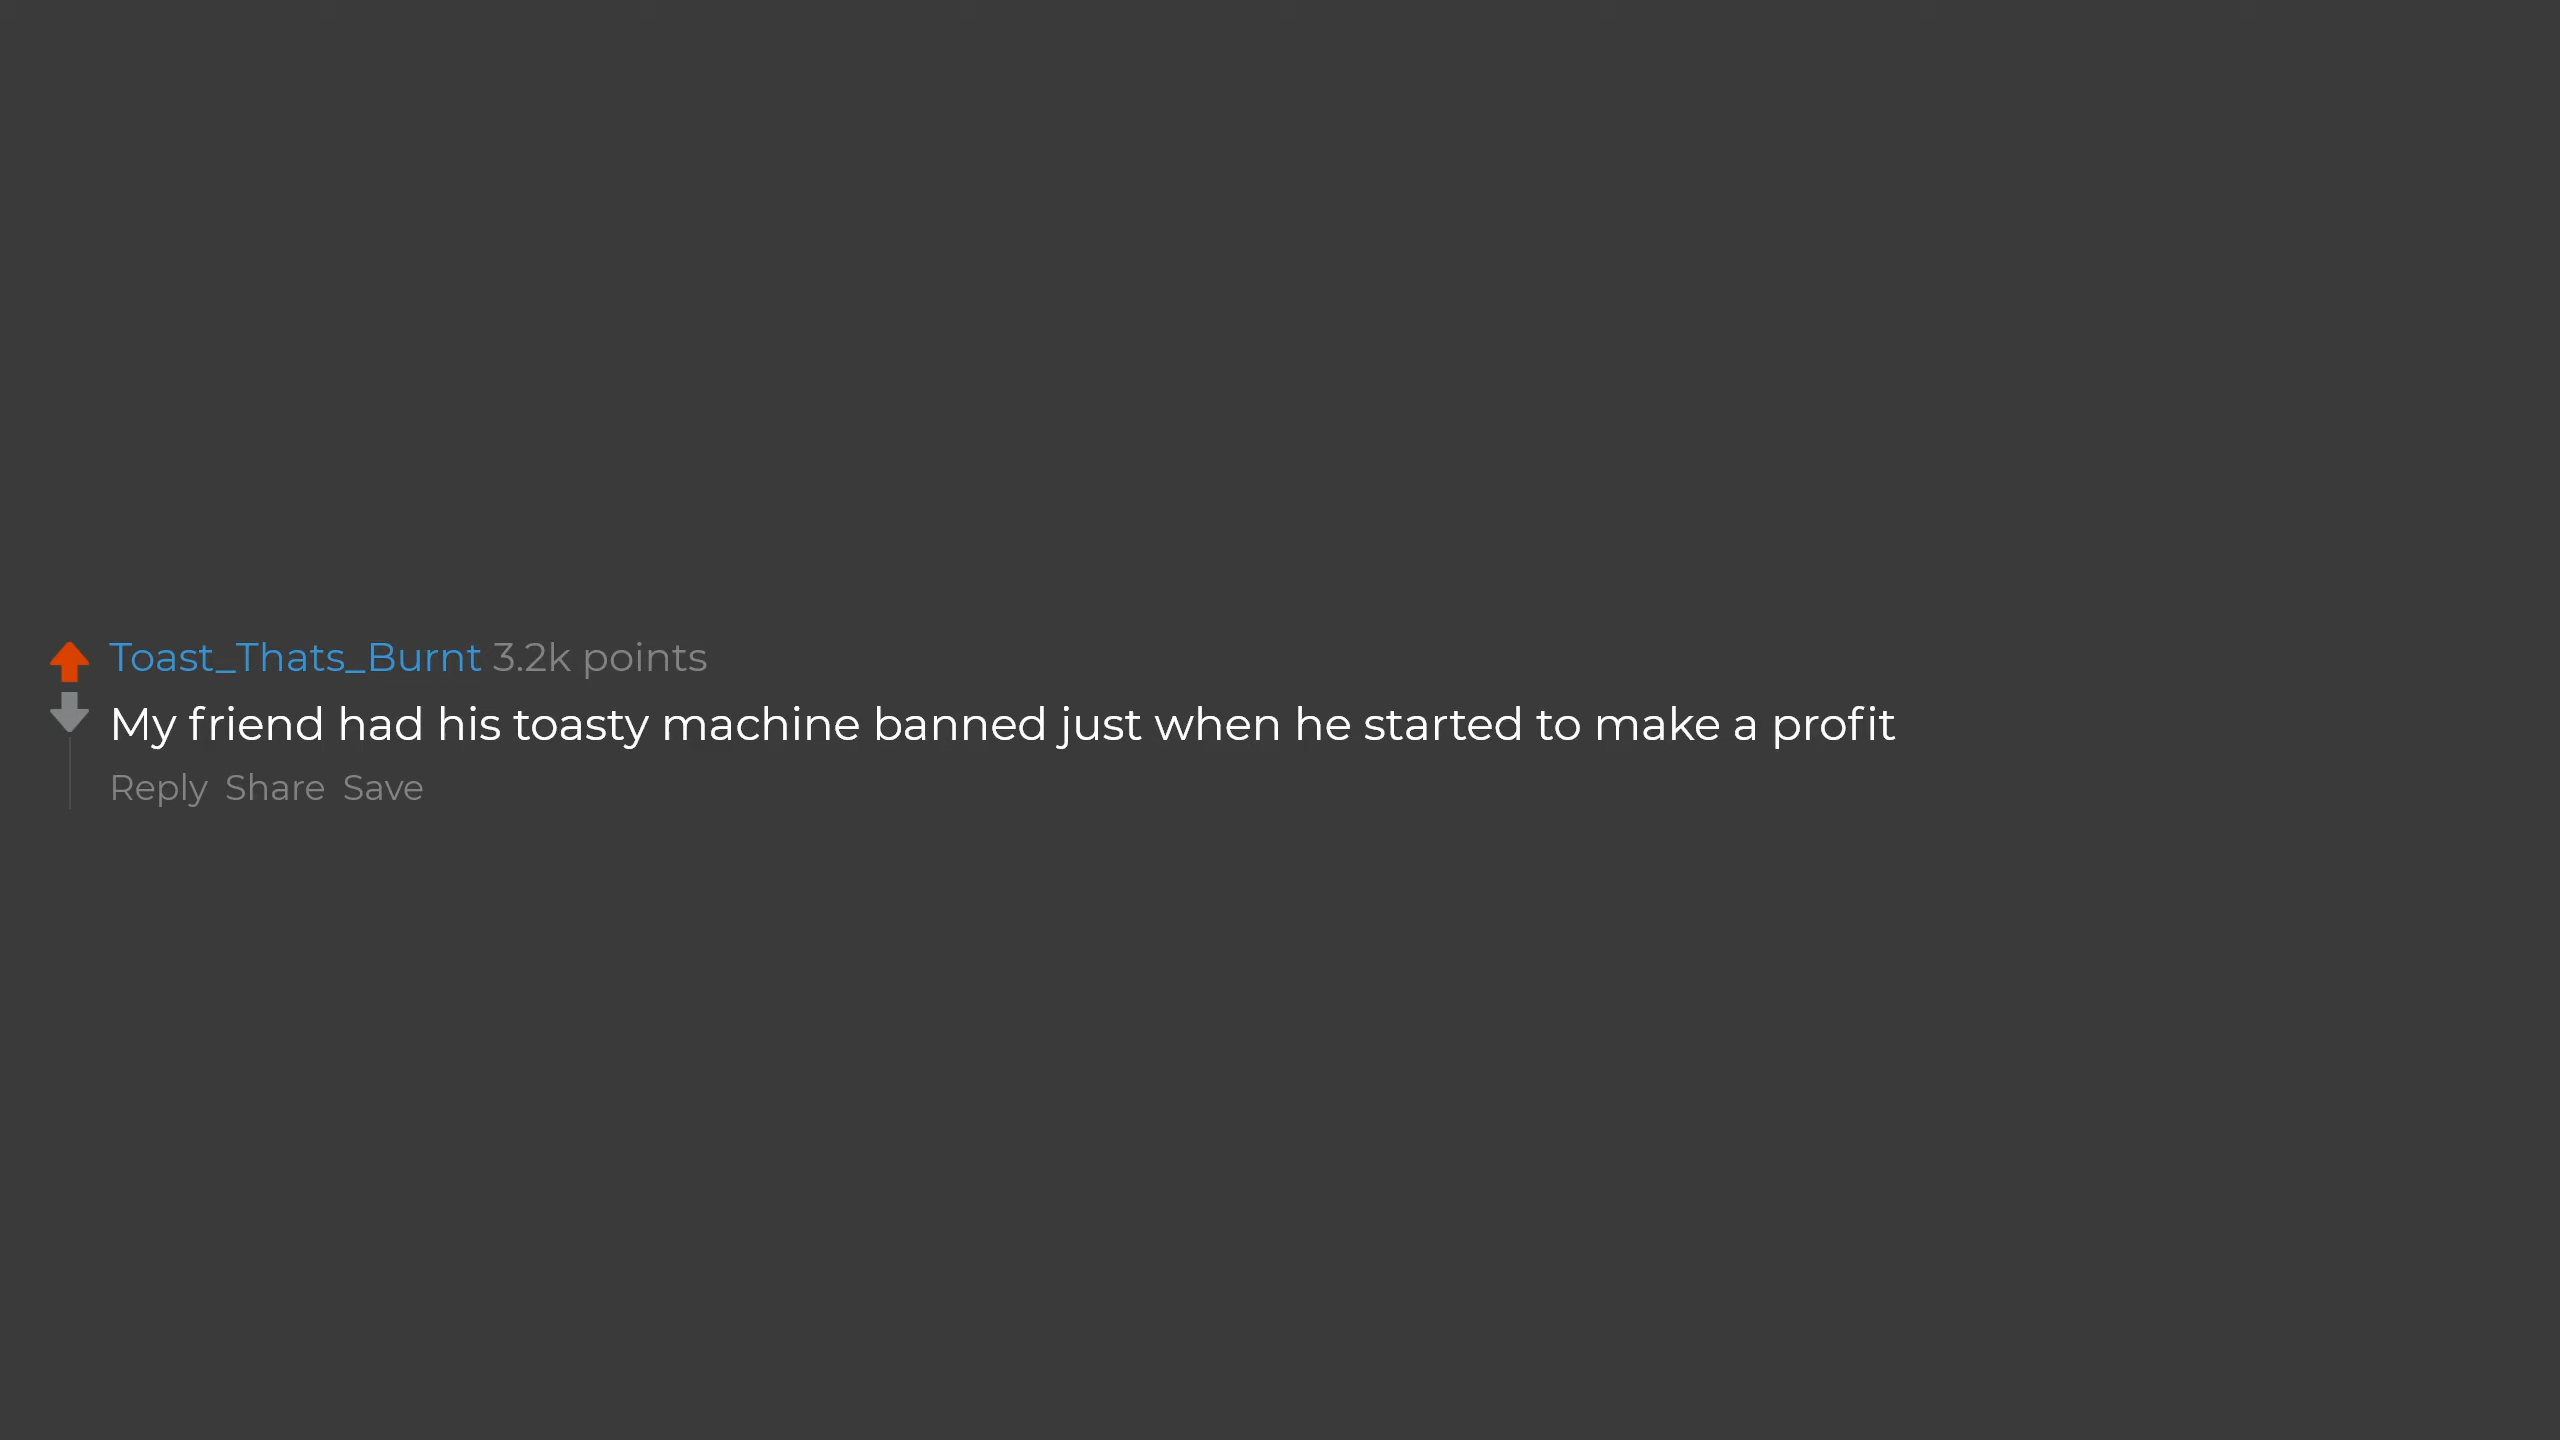 Toast_Thats_Burnt 3.2k points
My friend had his toasty machine banned just when he started to make a profit
Reply Share Save